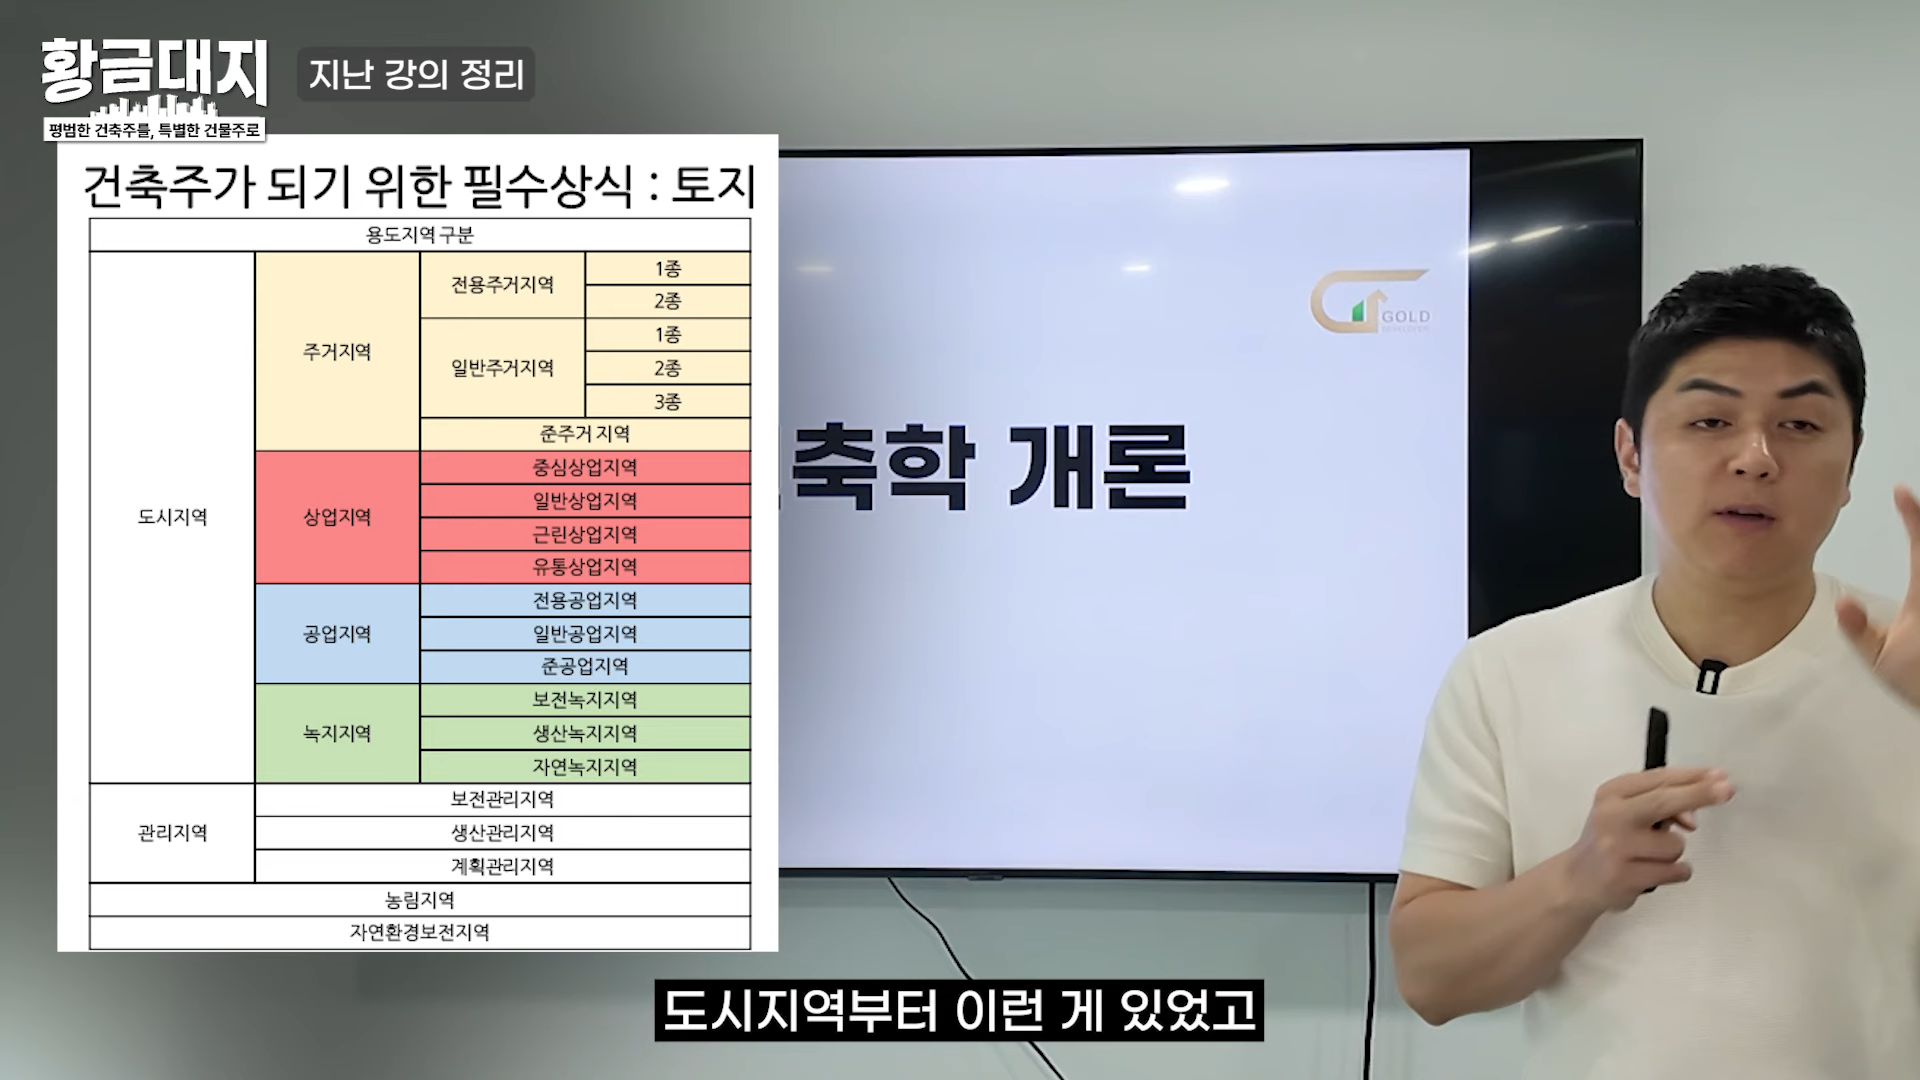 황금대지
평범한 건축주를, 특별한 건물주로
지난 강의 정리
건축주가 되기 위한 필수상식 : 토지
용도지역 구분
도시지역
주거지역
전용주거지역
1종
2종
일반주거지역
1종
2종
3종
준주거 지역
상업지역
중심상업지역
일반상업지역
근린상업지역
유통상업지역
공업지역
전용공업지역
일반공업지역
준공업지역
녹지지역
보전녹지지역
생산녹지지역
자연녹지지역
관리지역
보전관리지역
생산관리지역
계획관리지역
농림지역
자연환경보전지역
GOLD
축학 개론
도시지역부터 이런 게 있었고